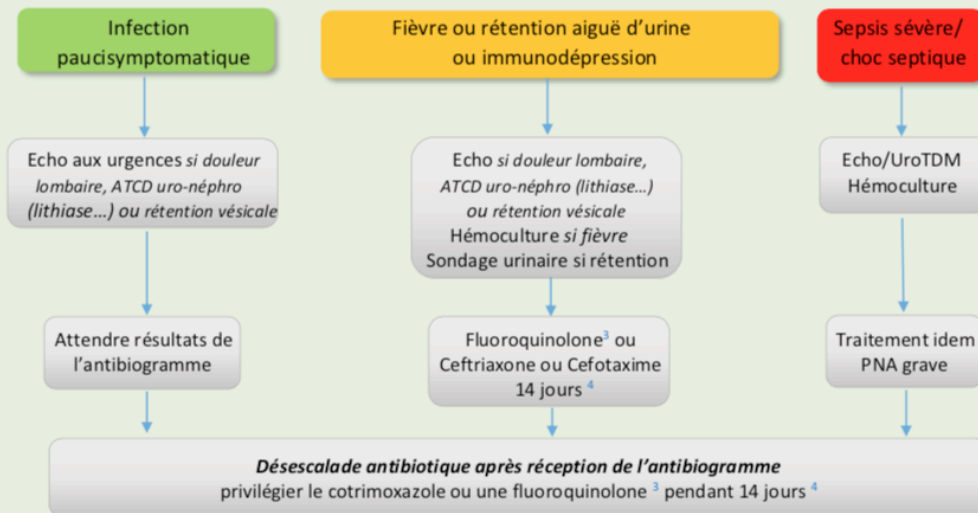 Infection
paucisymptomatique
Fièvre ou rétention aiguë d'urine
ou immunodépression
Sepsis sévère/
choc septique
Echo aux urgences si douleur
lombaire, ATCD uro-néphro
(lithiase...) ou rétention vésicale
Echo si douleur lombaire,
ATCD uro-néphro (lithiase...)
ou rétention vésicale
Hémoculture si fièvre
Sondage urinaire si rétention
Echo/UroTDM
Hémoculture
Attendre résultats de
l'antibiogramme
Fluoroquinolone³ ou
Ceftriaxone ou Cefotaxime
14 jours ⁴
Traitement idem
PNA grave
Désescalade antibiotique après réception de l'antibiogramme
privilégier le cotrimoxazole ou une fluoroquinolone ³ pendant 14 jours ⁴